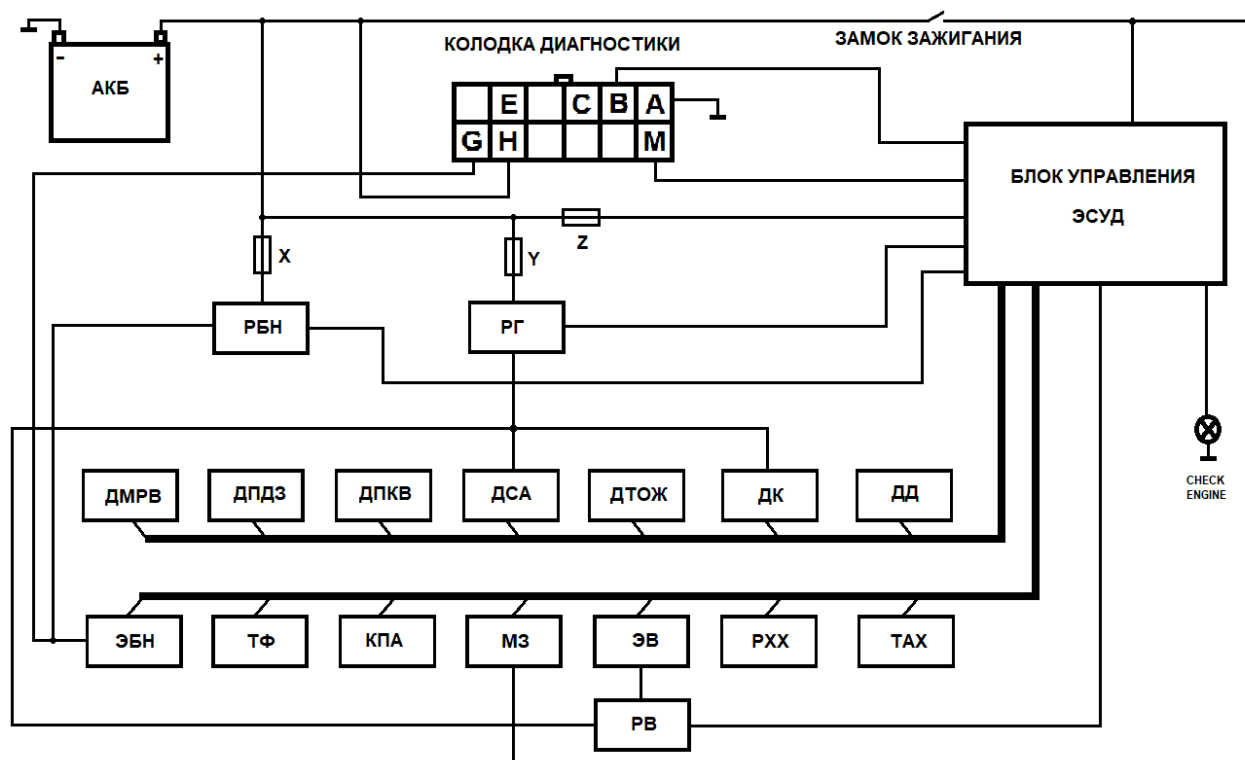 КОЛОДКА ДИАГНОСТИКИ
ЗАМОК ЗАЖИГАНИЯ
- +
АКБ
E C B A
G H M
БЛОК УПРАВЛЕНИЯ
ЭСУД
X
Y
Z
РБН
РГ
CHECK
ENGINE
ДМРВ ДПДЗ ДПКВ ДСА ДТОЖ ДК ДД
ЭБН ТФ КПА МЗ ЭВ РХХ ТАХ
РВ